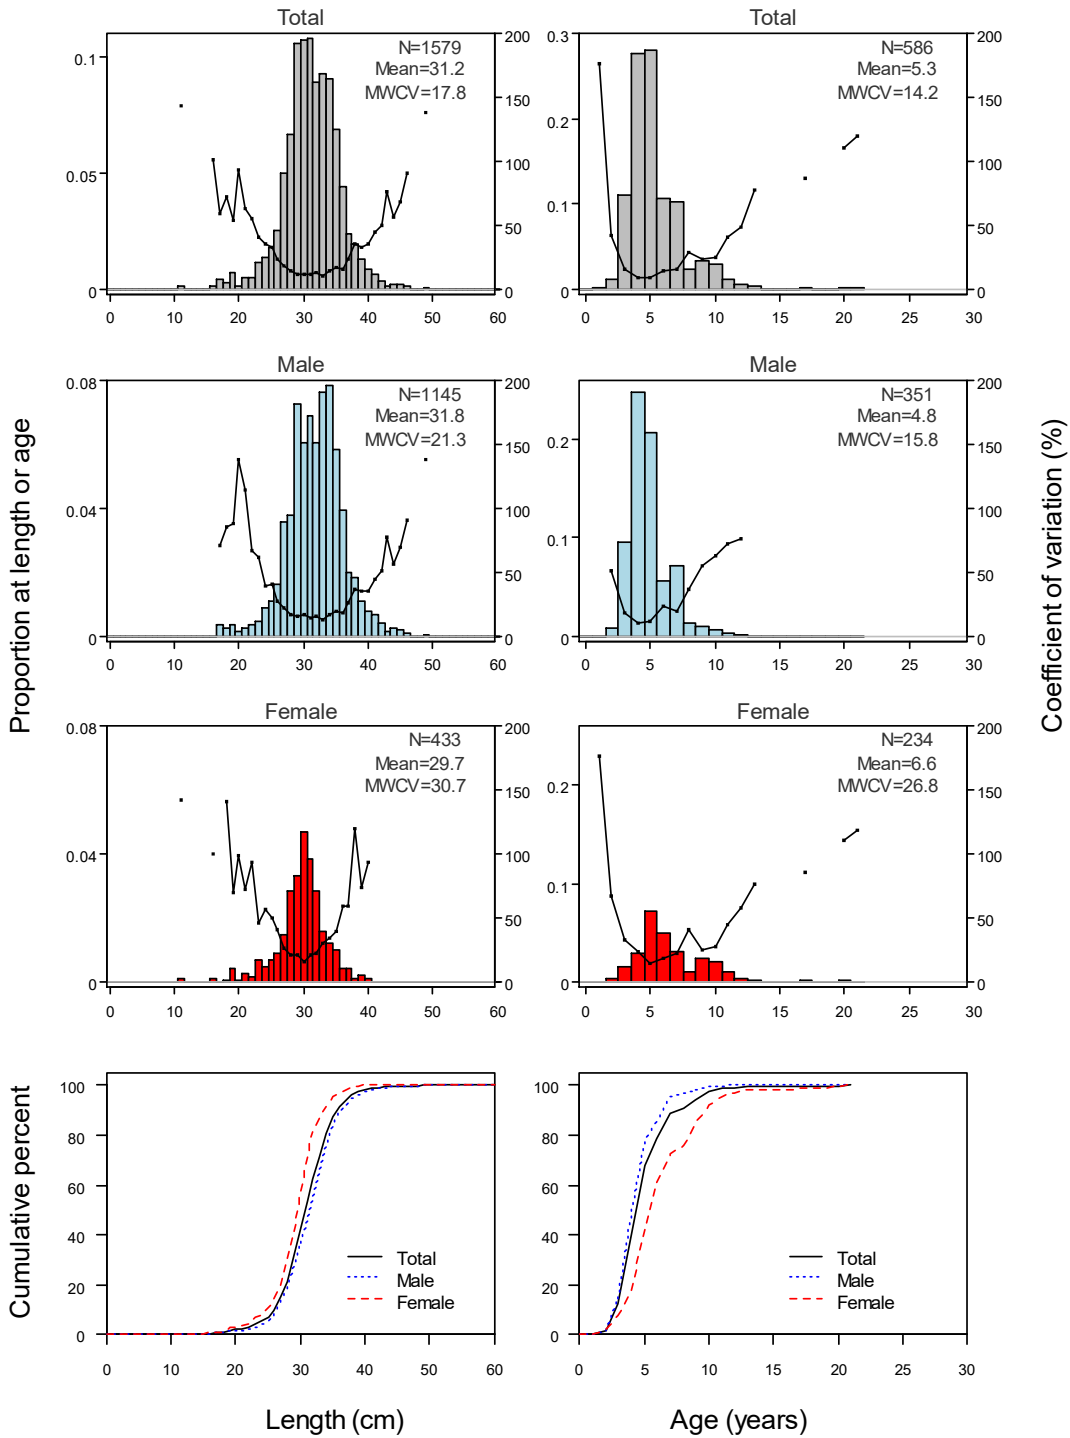 Total
N=1579
Mean=31.2
MWCV=17.8
0.1
0.05
0
200
150
100
50
0
0 10 20 30 40 50 60
Total
N=586
Mean=5.3
MWCV=14.2
0.3
0.2
0.1
0
200
150
100
50
0
0 5 10 15 20 25 30
Male
N=1145
Mean=31.8
MWCV=21.3
0.08
0.04
0
200
150
100
50
0
0 10 20 30 40 50 60
Male
N=351
Mean=4.8
MWCV=15.8
0.2
0.1
0
200
150
100
50
0
0 5 10 15 20 25 30
Female
N=433
Mean=29.7
MWCV=30.7
0.08
0.04
0
200
150
100
50
0
0 10 20 30 40 50 60
Female
N=234
Mean=6.6
MWCV=26.8
0.2
0.1
0
200
150
100
50
0
0 5 10 15 20 25 30
Proportion at length or age
Coefficient of variation (%)
Cumulative percent
100
80
60
40
20
0
Total
Male
Female
0 10 20 30 40 50 60
Length (cm)
100
80
60
40
20
0
Total
Male
Female
0 5 10 15 20 25 30
Age (years)